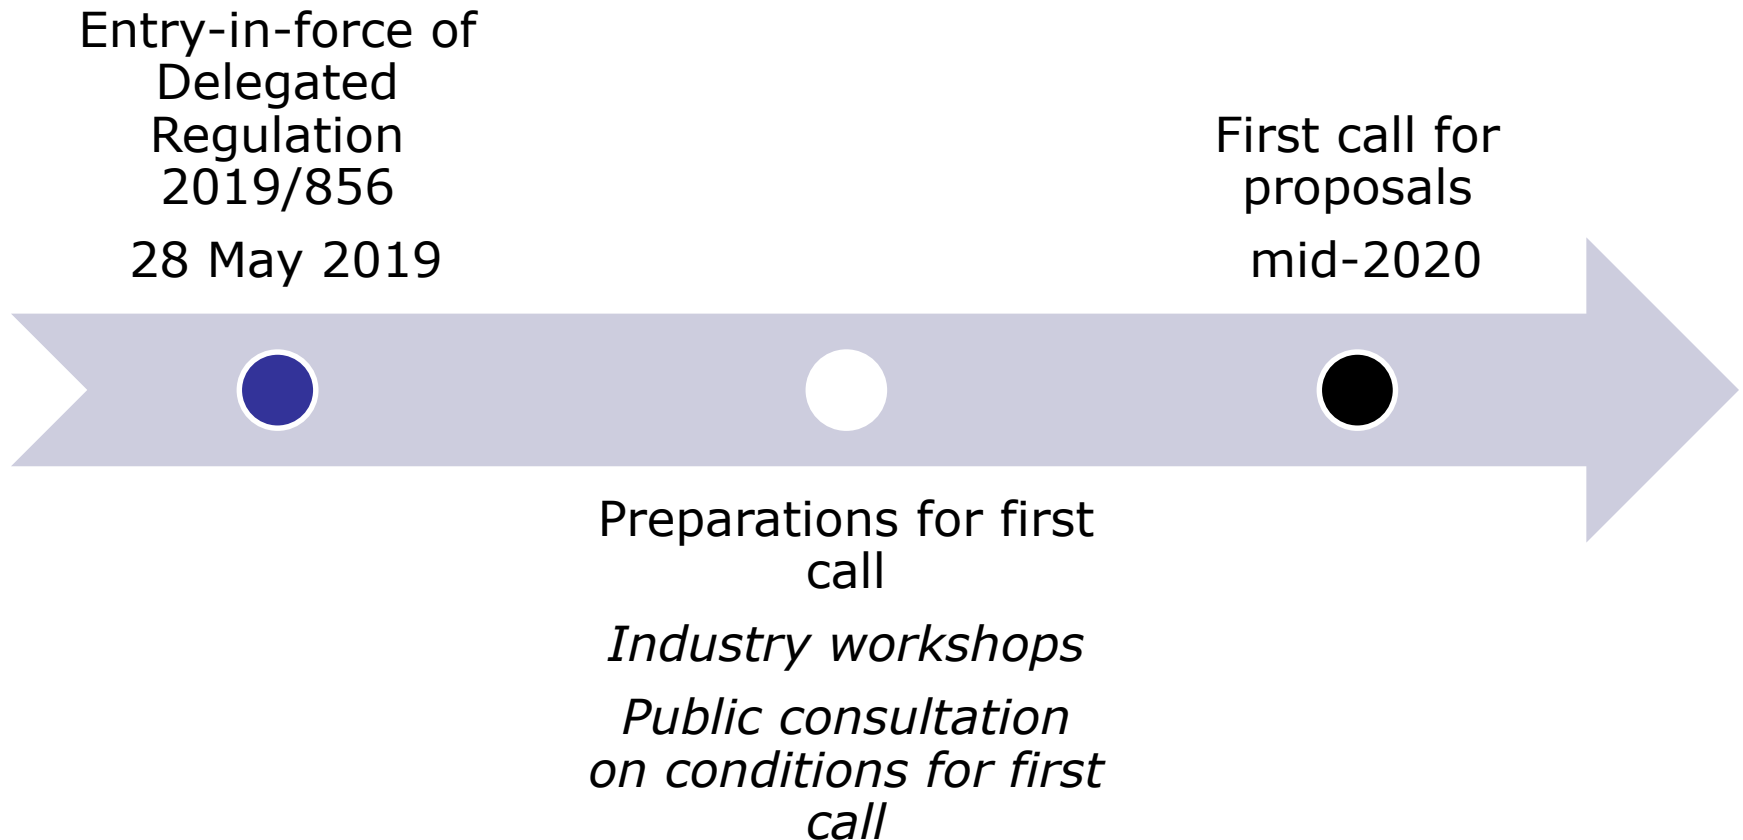 Entry-in-force of
Delegated
Regulation
2019/856
28 May 2019
First call for
proposals
mid-2020
Preparations for first
call
Industry workshops
Public consultation
on conditions for first
call